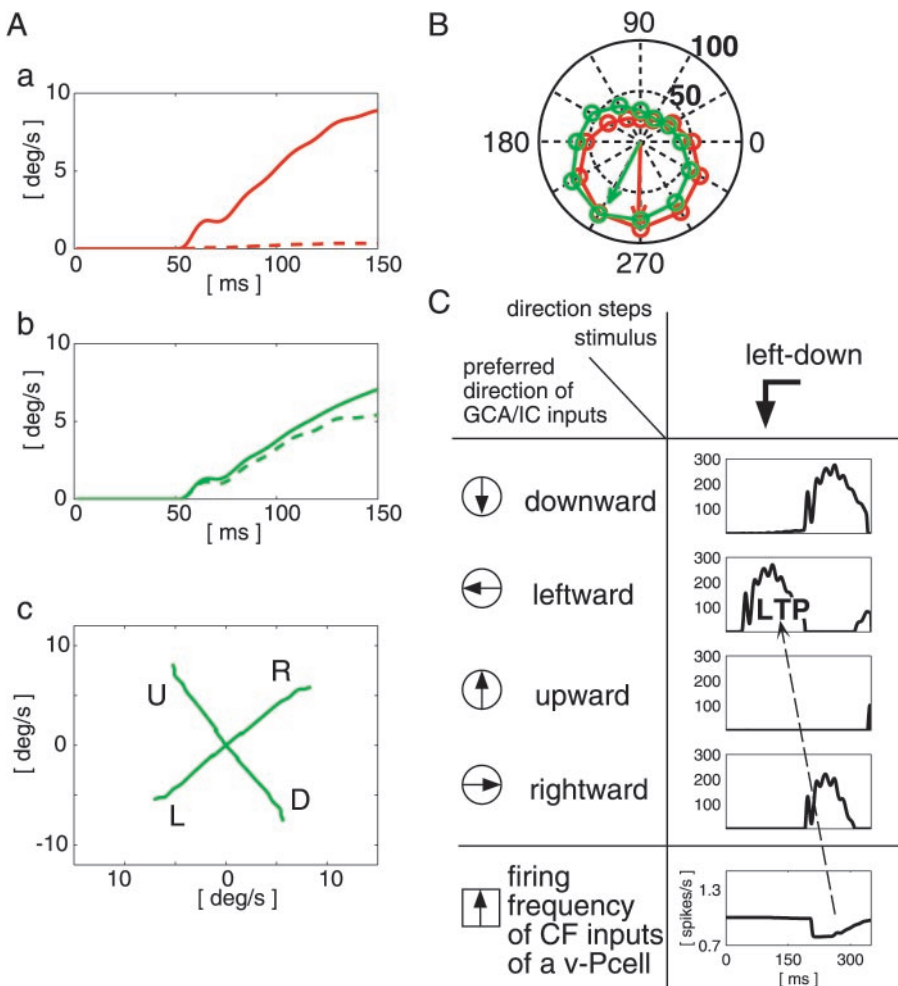 A
a
10
5
0
[ deg/s ]
0 50 100 150
[ ms ]
b
10
5
0
[ deg/s ]
0 50 100 150
[ ms ]
c
10
0
-10
[ deg/s ]
U
R
L
D
10 0 10
[ deg/s ]
B
90
100
50
180
0
270
C
direction steps
stimulus
preferred
direction of
GCA/IC inputs
left-down
downward
300
200
100
leftward
300
200
100
LTP
upward
300
200
100
rightward
300
200
100
firing
frequency
of CF inputs
of a v-Pcell
[ spikes/s ]
1.3
0.7
0 150 300
[ ms ]